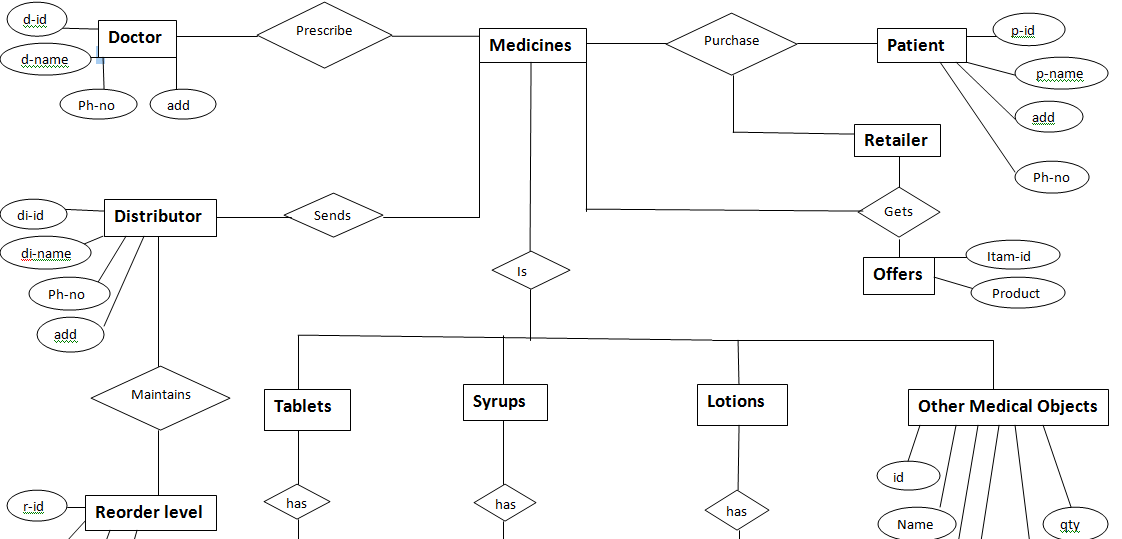 d-id
Doctor
Prescribe
Medicines
Purchase
Patient
p-id
d-name
p-name
Ph-no
add
add
Retailer
Ph-no
di-id
Distributor
Sends
Gets
di-name
Is
Offers
Itam-id
Ph-no
Product
add
Maintains
Tablets
Syrups
Lotions
Other Medical Objects
id
r-id
Reorder level
has
has
has
Name
qty